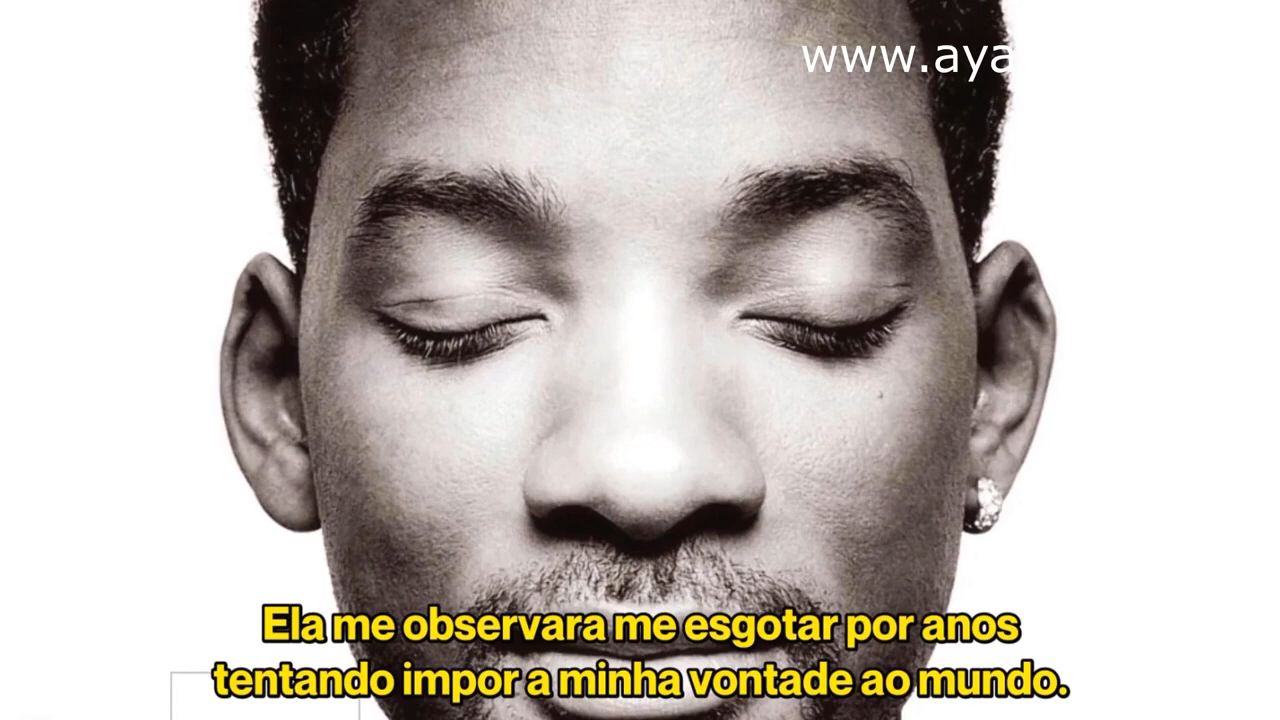 www.aya
Ela me observara me esgotar por anos
tentando impor a minha vontade ao mundo.